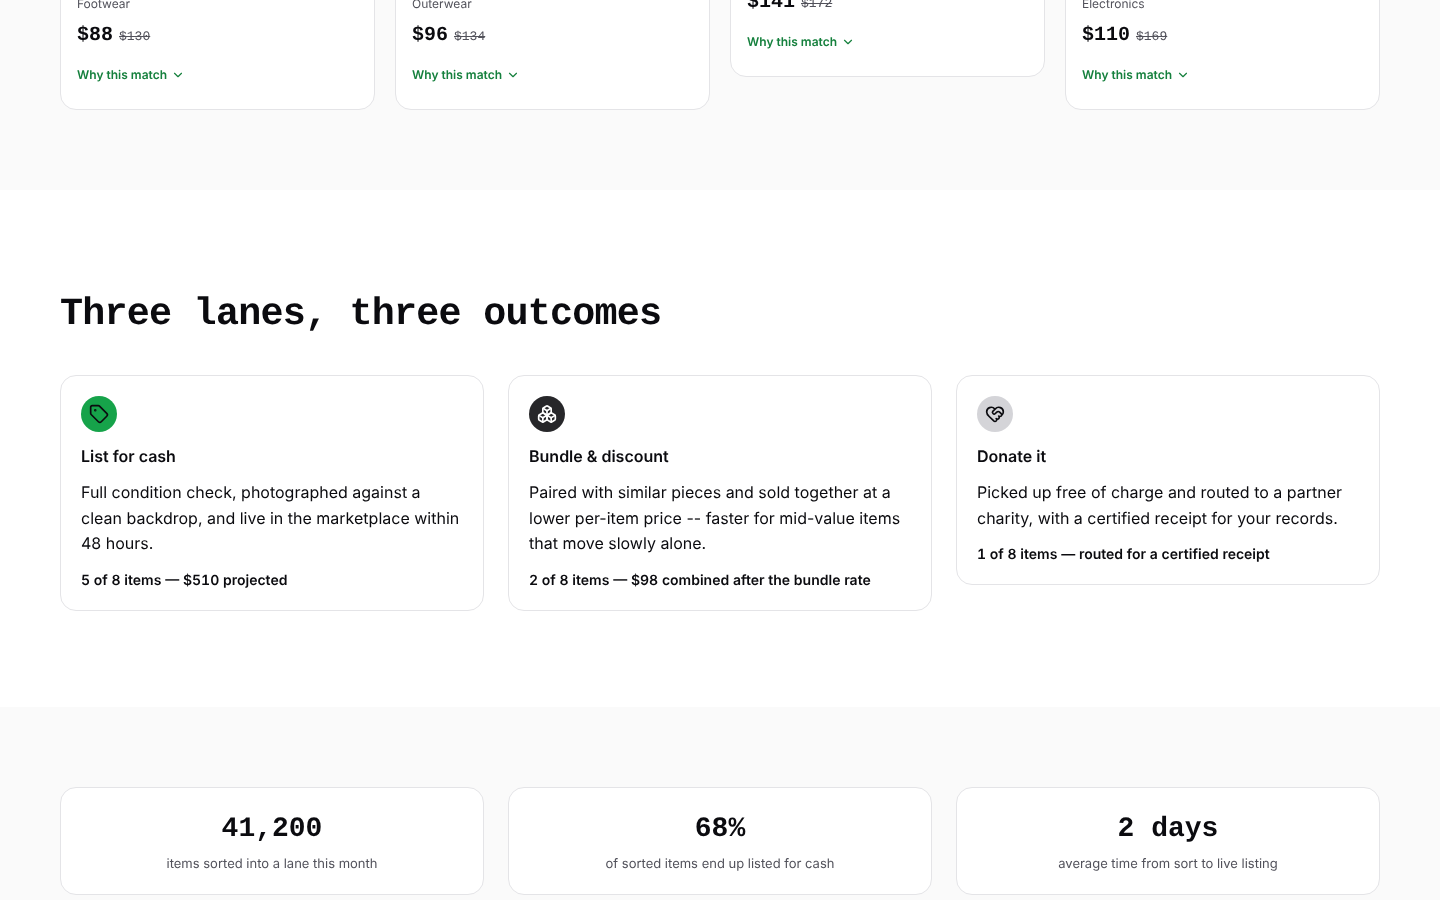 Footwear
$88 $130
Why this match
Outerwear
$96 $134
Why this match
$141 $172
Why this match
Electronics
$110 $169
Why this match
Three lanes, three outcomes
List for cash
Full condition check, photographed against a
clean backdrop, and live in the marketplace within
48 hours.
5 of 8 items — $510 projected
Bundle & discount
Paired with similar pieces and sold together at a
lower per-item price -- faster for mid-value items
that move slowly alone.
2 of 8 items — $98 combined after the bundle rate
Donate it
Picked up free of charge and routed to a partner
charity, with a certified receipt for your records.
1 of 8 items — routed for a certified receipt
41,200
items sorted into a lane this month
68%
of sorted items end up listed for cash
2 days
average time from sort to live listing